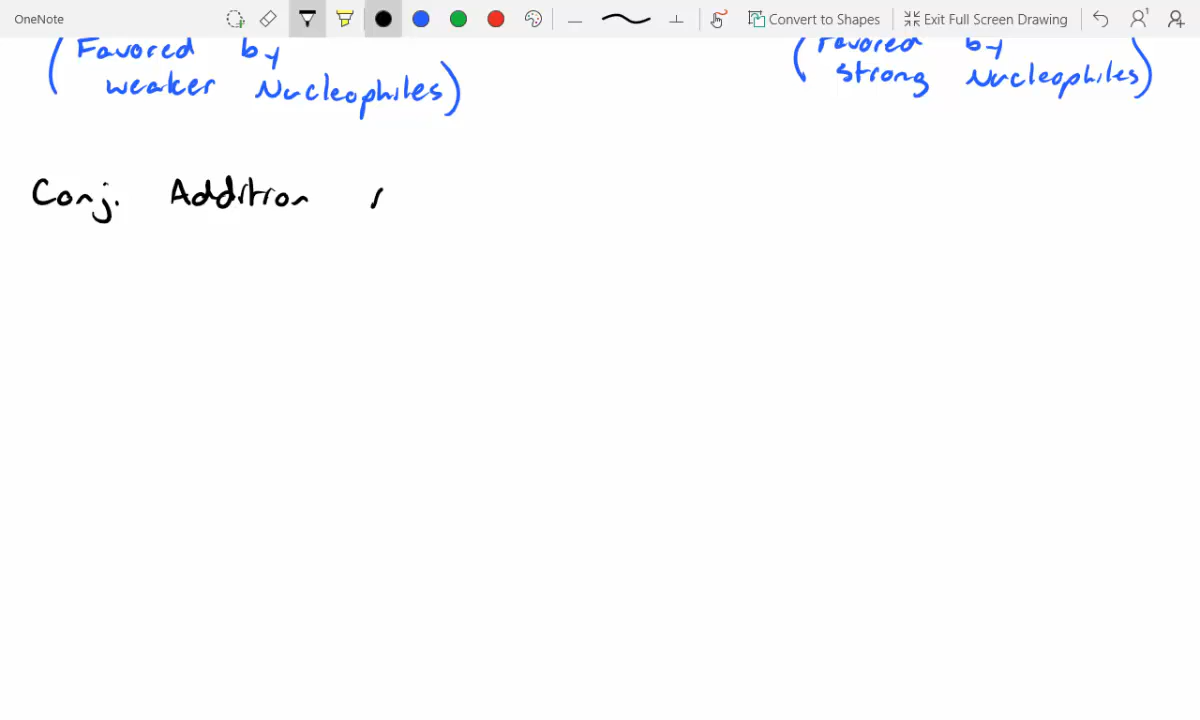 OneNote Convert to Shapes Exit Full Screen Drawing
(Favored by (Favored by
weaker Nucleophiles) strong Nucleophiles)
Conj. Addition